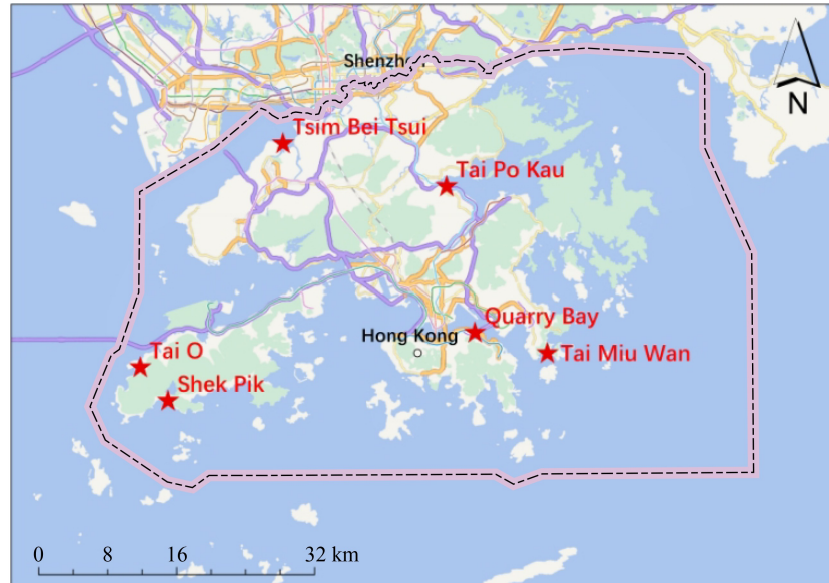 Shenzh
N
Tsim Bei Tsui
Tai Po Kau
Quarry Bay
Hong Kong
Tai O
Tai Miu Wan
Shek Pik
0 8 16 32 km